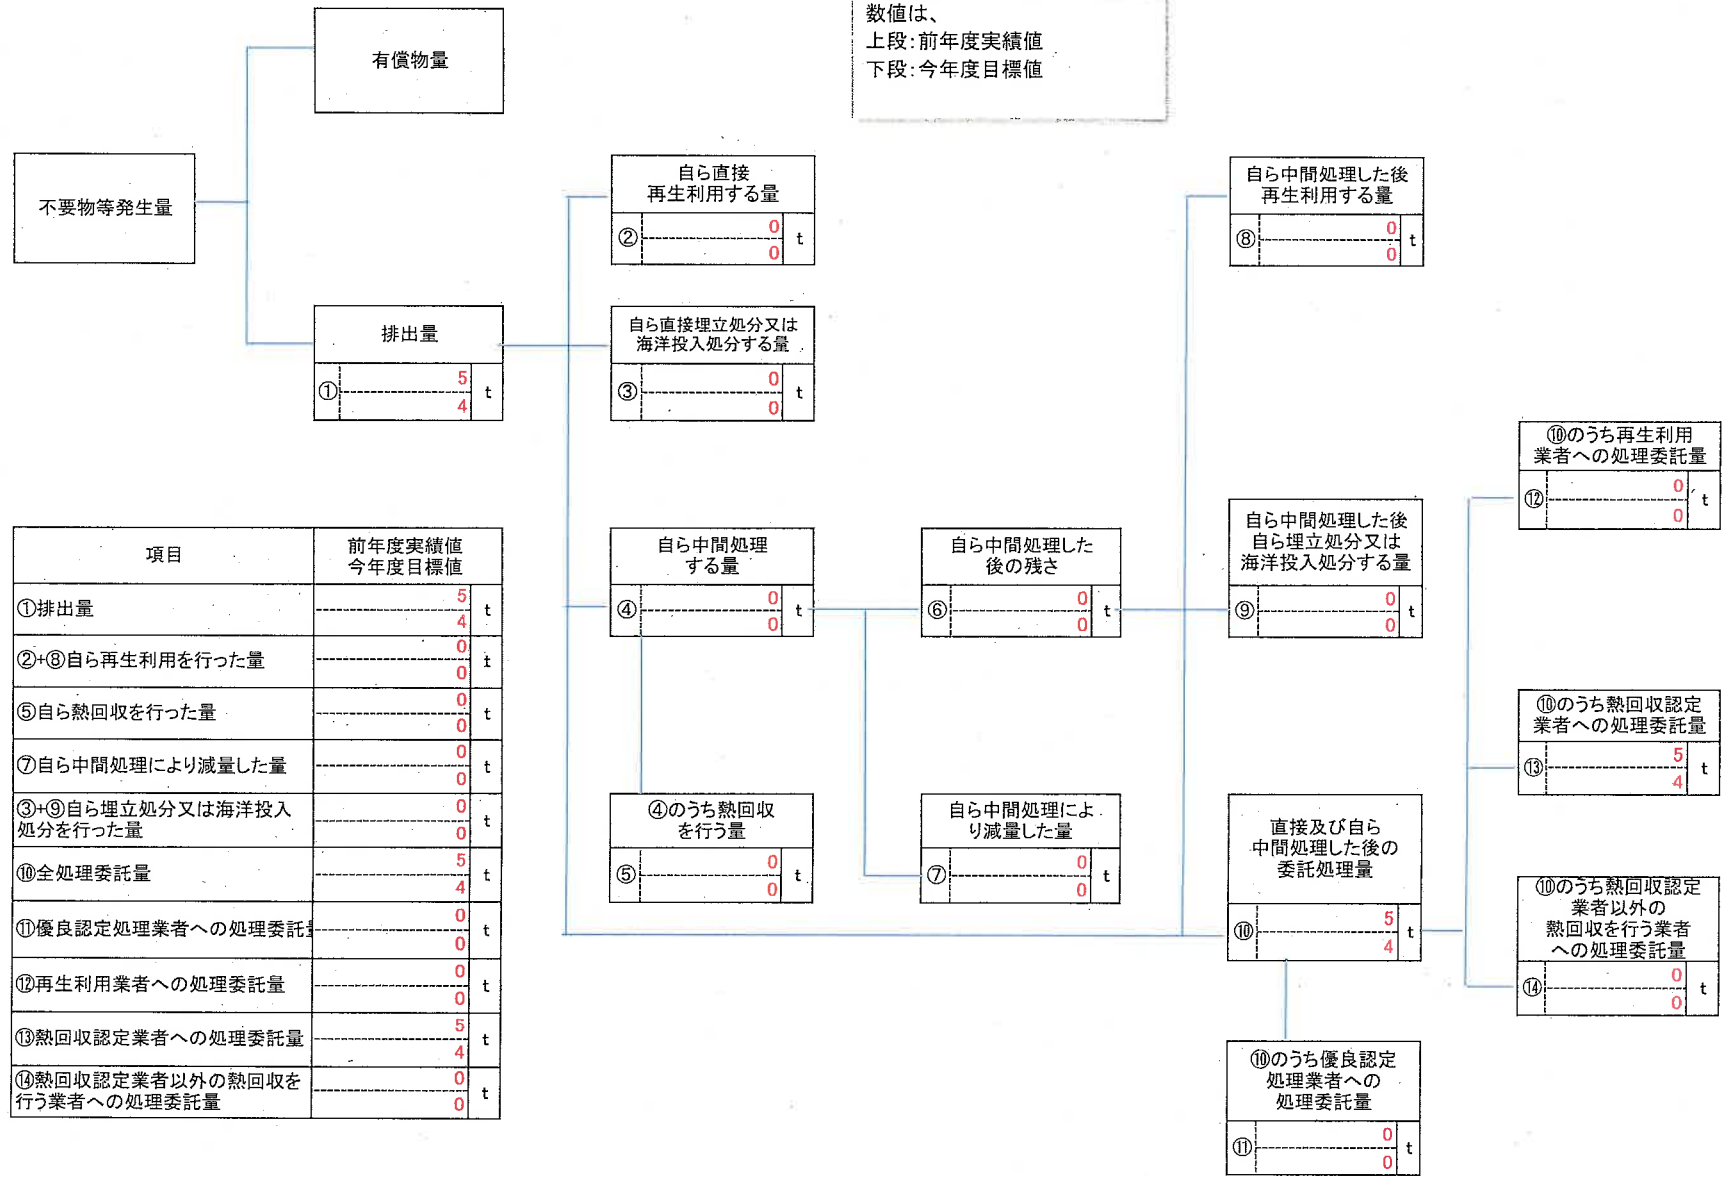 数値は、
上段:前年度実績値
下段:今年度目標値
有償物量
不要物等発生量
排出量
①
5
4
t
自ら直接
再生利用する量
②
0
0
t
自ら直接埋立処分又は
海洋投入処分する量
③
0
0
t
自ら中間処理
する量
④
0
0
t
④のうち熱回収
を行う量
⑤
0
0
t
自ら中間処理した
後の残さ
⑥
0
0
t
自ら中間処理によ
り減量した量
⑦
0
0
t
自ら中間処理した後
再生利用する量
⑧
0
0
t
自ら中間処理した後
自ら埋立処分又は
海洋投入処分する量
⑨
0
0
t
直接及び自ら
中間処理した後の
委託処理量
⑩
5
4
t
⑩のうち優良認定
処理業者への
処理委託量
⑪
0
0
t
⑩のうち再生利用
業者への処理委託量
⑫
0
0
t
⑩のうち熱回収認定
業者への処理委託量
⑬
5
4
t
⑩のうち熱回収認定
業者以外の
熱回収を行う業者
への処理委託量
⑭
0
0
t
項目
前年度実績値
今年度目標値
①排出量
5
4
t
②+⑧自ら再生利用を行った量
0
0
t
⑤自ら熱回収を行った量
0
0
t
⑦自ら中間処理により減量した量
0
0
t
③+⑨自ら埋立処分又は海洋投入
処分を行った量
0
0
t
⑩全処理委託量
5
4
t
⑪優良認定処理業者への処理委託
0
0
t
⑫再生利用業者への処理委託量
0
0
t
⑬熱回収認定業者への処理委託量
5
4
t
⑭熱回収認定業者以外の熱回収を
行う業者への処理委託量
0
0
t